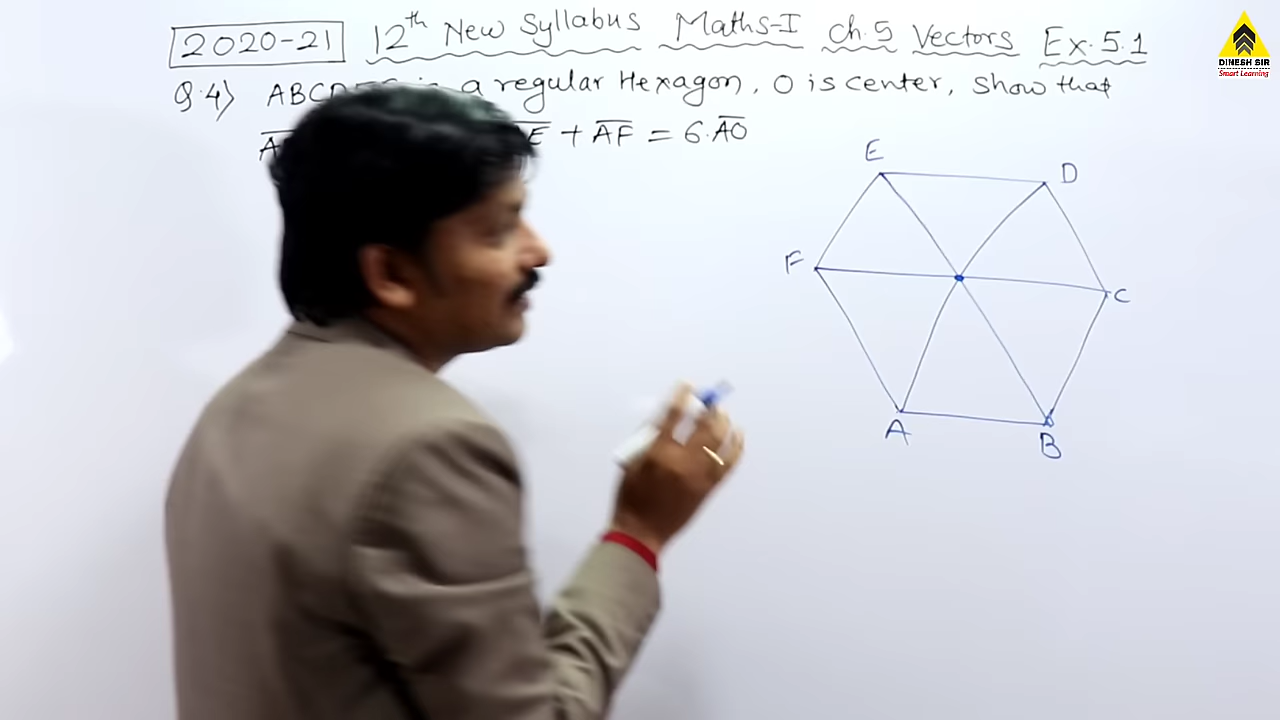 2020-21 12th New Syllabus Maths-I Ch.5 Vectors Ex.5.1
Q.4) ABCD is a regular Hexagon, O is center, Show that
+ AF = 6.AO
E
D
F
C
A
B
DINESH SIR
Smart Learning